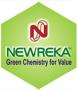 NEWREKA
Green Chemistry for Value